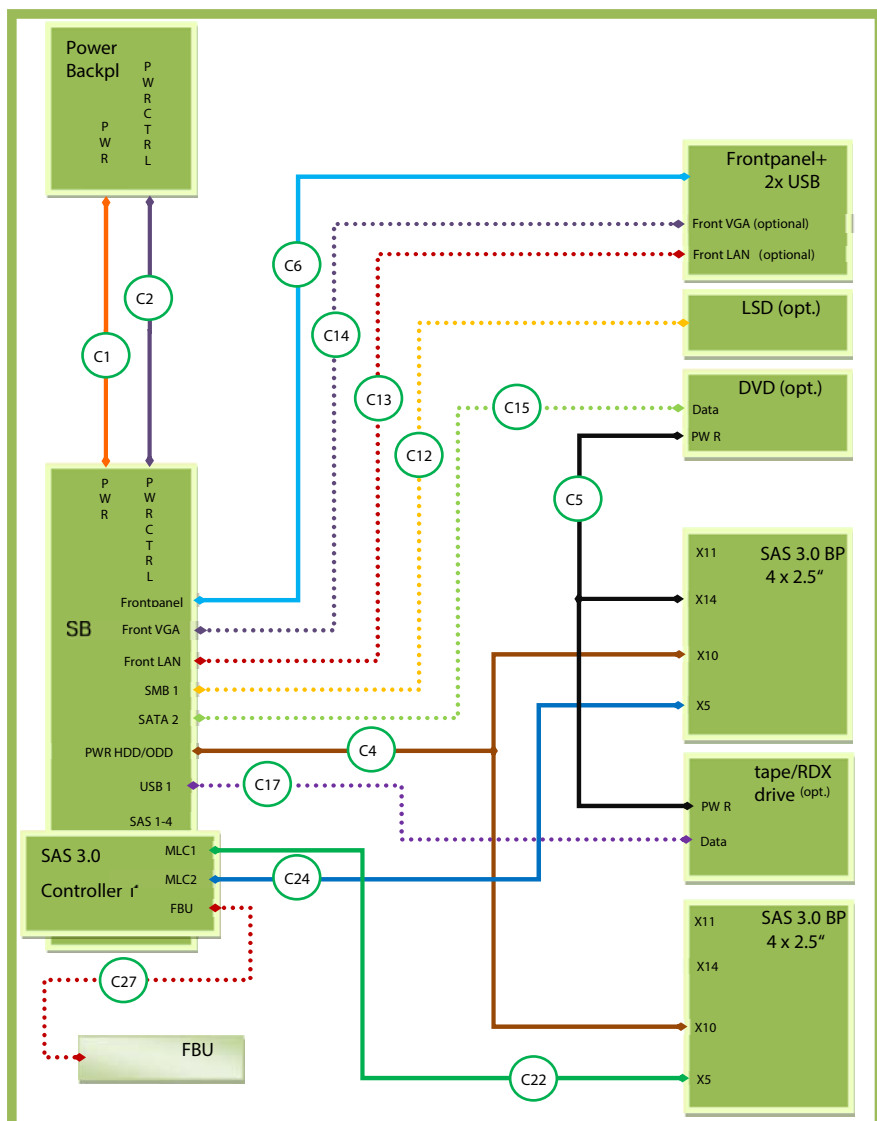 Power
Backpl
PWR
PWRCTRL
C1
C2
C6
C14
C13
C12
C15
C5
Frontpanel+
2x USB
Front VGA (optional)
Front LAN (optional)
LSD (opt.)
DVD (opt.)
Data
PW R
SB
PWR
PWRCTRL
Frontpanel
Front VGA
Front LAN
SMB 1
SATA 2
PWR HDD/ODD
USB 1
SAS 1-4
C4
C17
SAS 3.0 BP
4 x 2.5“
X11
X14
X10
X5
tape/RDX
drive (opt.)
PW R
Data
SAS 3.0
Controller
MLC1
MLC2
FBU
C24
C27
C22
FBU
SAS 3.0 BP
4 x 2.5“
X11
X14
X10
X5